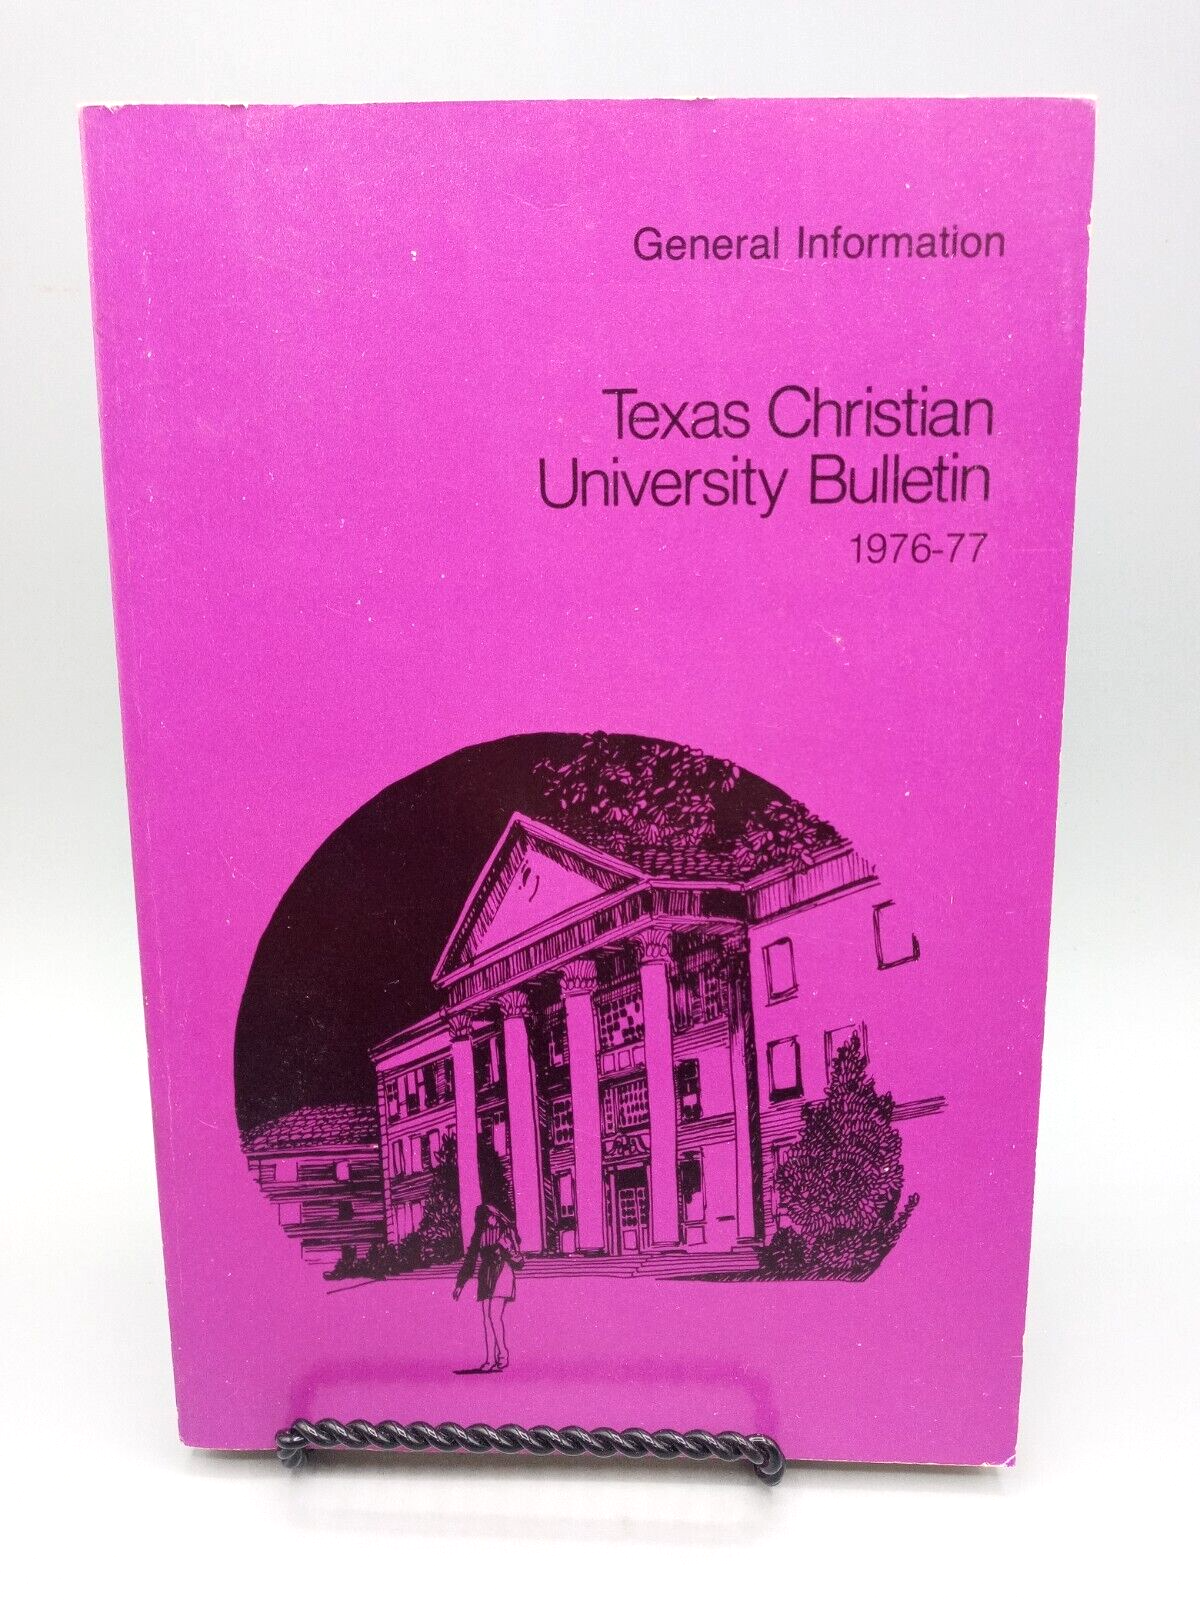 General Information
Texas Christian
University Bulletin
1976-77